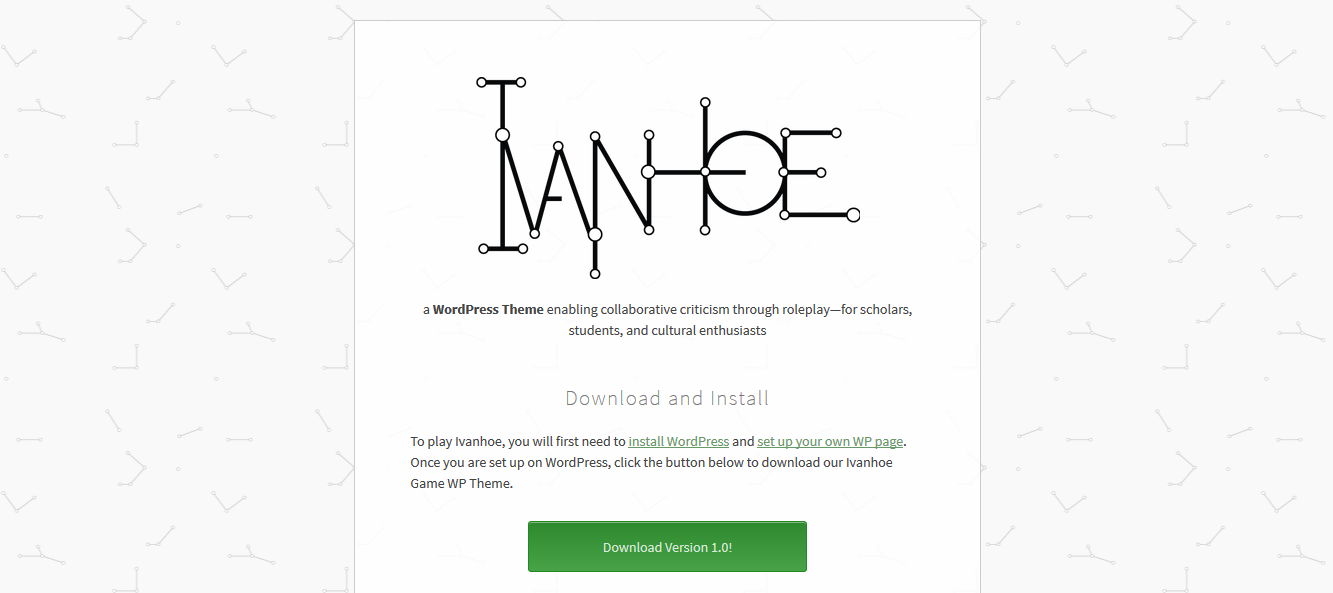 IVANHOE
a WordPress Theme enabling collaborative criticism through roleplay—for scholars,
students, and cultural enthusiasts
Download and Install
To play Ivanhoe, you will first need to install WordPress and set up your own WP page.
Once you are set up on WordPress, click the button below to download our Ivanhoe
Game WP Theme.
Download Version 1.0!